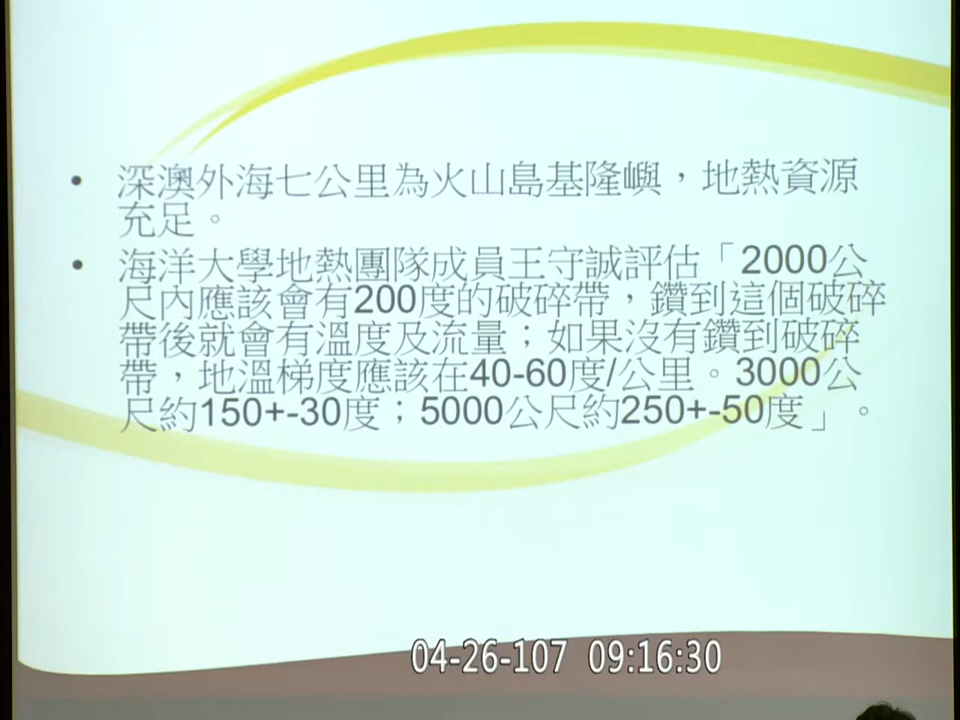 • 深澳外海七公里為火山島基隆嶼，地熱資源
充足。
• 海洋大學地熱團隊成員王守誠評估「2000公
尺內應該會有200度的破碎帶，鑽到這個破碎
帶後就會有溫度及流量；如果沒有鑽到破碎
帶，地溫梯度應該在40-60度/公里。3000公
尺約150+-30度；5000公尺約250+-50度」。
04-26-107 09:16:30